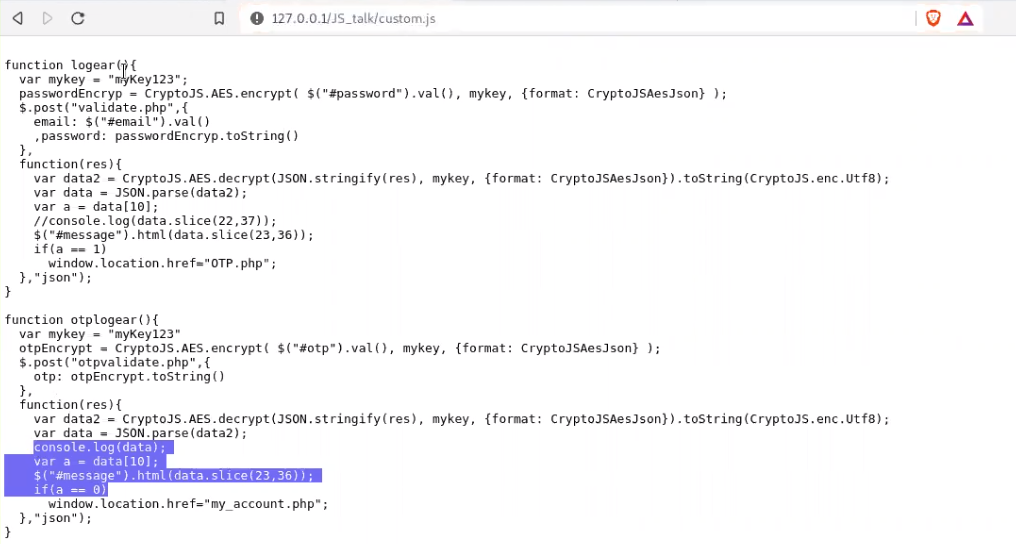 127.0.0.1/JS_talk/custom.js
function logear(){
var mykey = "myKey123";
passwordEncryp = CryptoJS.AES.encrypt( $("#password").val(), mykey, {format: CryptoJSAesJson} );
$.post("validate.php",{
email: $("#email").val()
,password: passwordEncryp.toString()
},
function(res){
var data2 = CryptoJS.AES.decrypt(JSON.stringify(res), mykey, {format: CryptoJSAesJson}).toString(CryptoJS.enc.Utf8);
var data = JSON.parse(data2);
var a = data[10];
//console.log(data.slice(22,37));
$("#message").html(data.slice(23,36));
if(a == 1)
window.location.href="OTP.php";
},"json");
}
function otplogear(){
var mykey = "myKey123"
otpEncrypt = CryptoJS.AES.encrypt( $("#otp").val(), mykey, {format: CryptoJSAesJson} );
$.post("otpvalidate.php",{
otp: otpEncrypt.toString()
},
function(res){
var data2 = CryptoJS.AES.decrypt(JSON.stringify(res), mykey, {format: CryptoJSAesJson}).toString(CryptoJS.enc.Utf8);
var data = JSON.parse(data2);
console.log(data);
var a = data[10];
$("#message").html(data.slice(23,36));
if(a == 0)
window.location.href="my_account.php";
},"json");
}